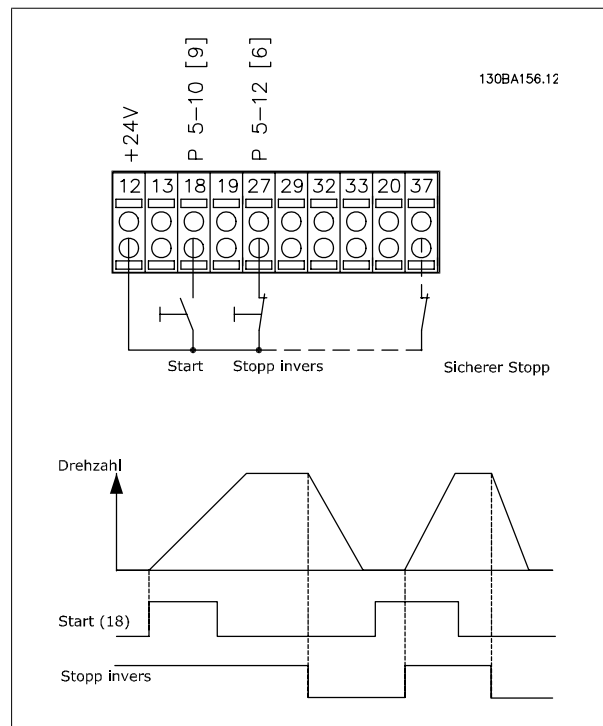 130BA156.12
+24V
P 5-10 [9]
P 5-12 [6]
12 13 18 19 27 29 32 33 20 37
Start Stopp invers Sicherer Stopp
Drehzahl
Start (18)
Stopp invers